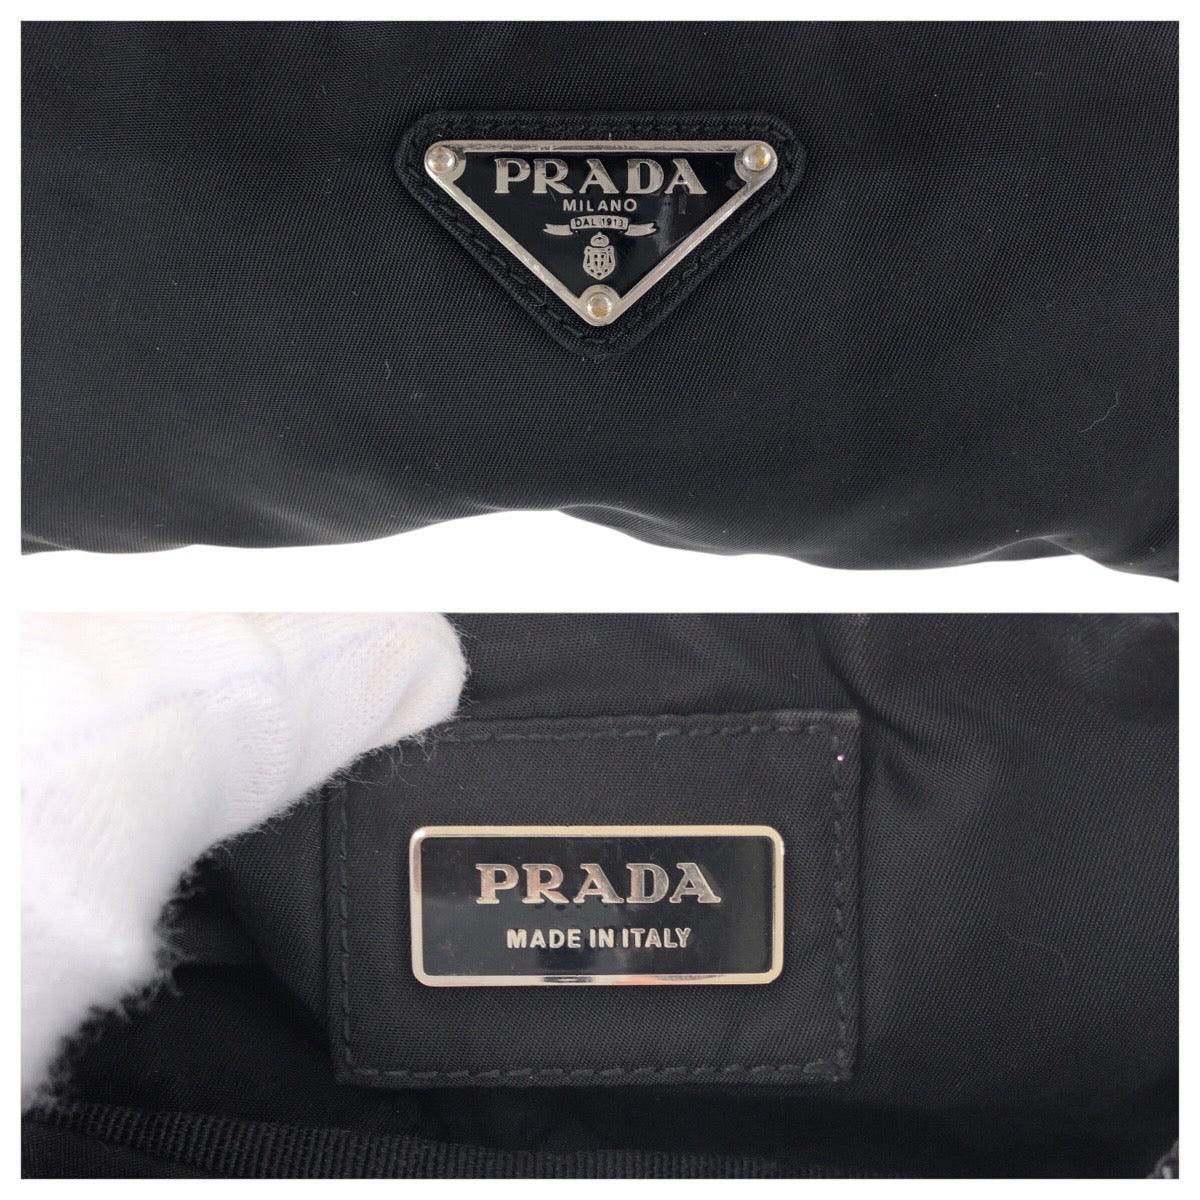 PRADA
MILANO
DAL 1913
PRADA
MADE IN ITALY